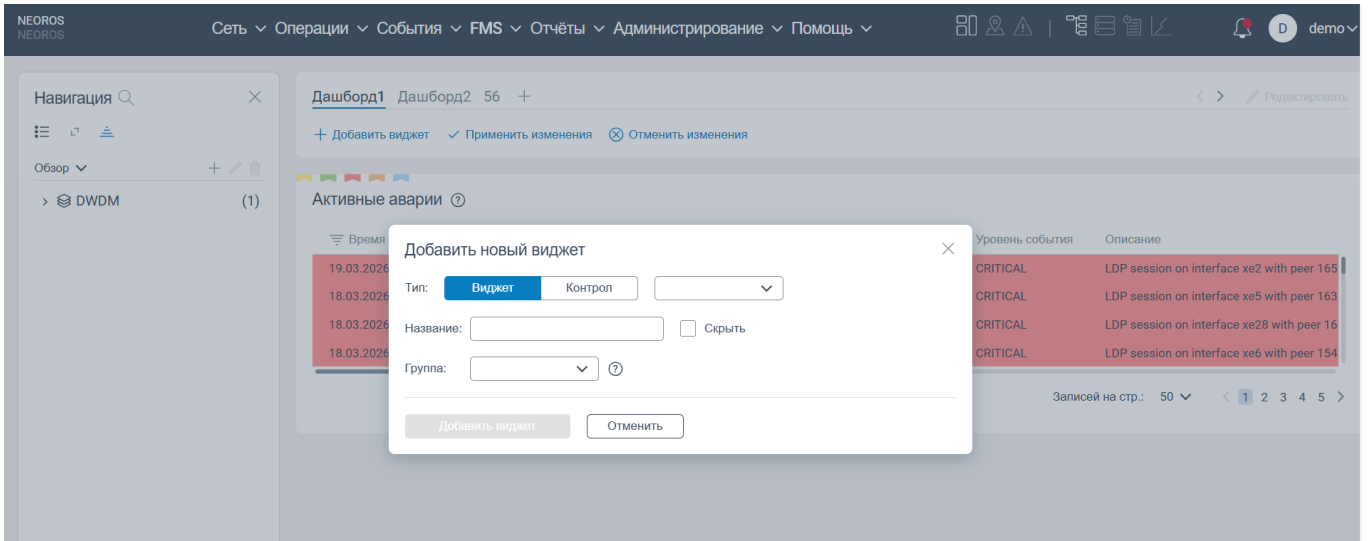 NEOROS
NEOROS
Сеть Операции События FMS Отчёты Администрирование Помощь
D demo
Навигация
Дашборд1 Дашборд2 56
Редактировать
Добавить виджет Применить изменения Отменить изменения
Обзор
DWDM (1)
Активные аварии
Время Уровень события Описание
19.03.2026 CRITICAL LDP session on interface xe2 with peer 165
18.03.2026 CRITICAL LDP session on interface xe5 with peer 163
18.03.2026 CRITICAL LDP session on interface xe28 with peer 16
18.03.2026 CRITICAL LDP session on interface xe6 with peer 154
Записей на стр.: 50 1 2 3 4 5
Добавить новый виджет
Тип: Виджет Контрол
Название: Скрыть
Группа:
Добавить виджет Отменить